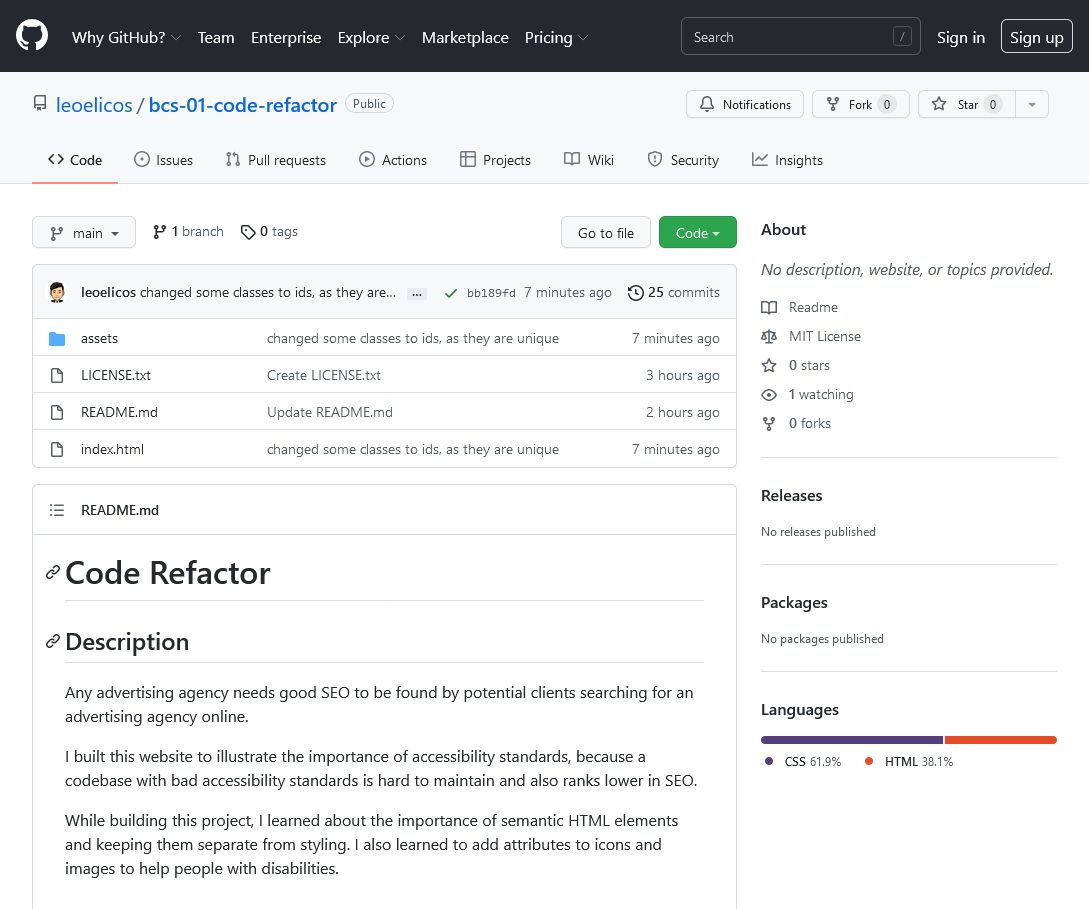 Why GitHub? Team Enterprise Explore Marketplace Pricing Search / Sign in Sign up
leoelicos / bcs-01-code-refactor Public Notifications Fork 0 Star 0
Code Issues Pull requests Actions Projects Wiki Security Insights
main 1 branch 0 tags Go to file Code
leoelicos changed some classes to ids, as they are... ... bb189fd 7 minutes ago 25 commits
assets changed some classes to ids, as they are unique 7 minutes ago
LICENSE.txt Create LICENSE.txt 3 hours ago
README.md Update README.md 2 hours ago
index.html changed some classes to ids, as they are unique 7 minutes ago
README.md
Code Refactor
Description
Any advertising agency needs good SEO to be found by potential clients searching for an
advertising agency online.
I built this website to illustrate the importance of accessibility standards, because a
codebase with bad accessibility standards is hard to maintain and also ranks lower in SEO.
While building this project, I learned about the importance of semantic HTML elements
and keeping them separate from styling. I also learned to add attributes to icons and
images to help people with disabilities.
About
No description, website, or topics provided.
Readme
MIT License
0 stars
1 watching
0 forks
Releases
No releases published
Packages
No packages published
Languages
CSS 61.9% HTML 38.1%